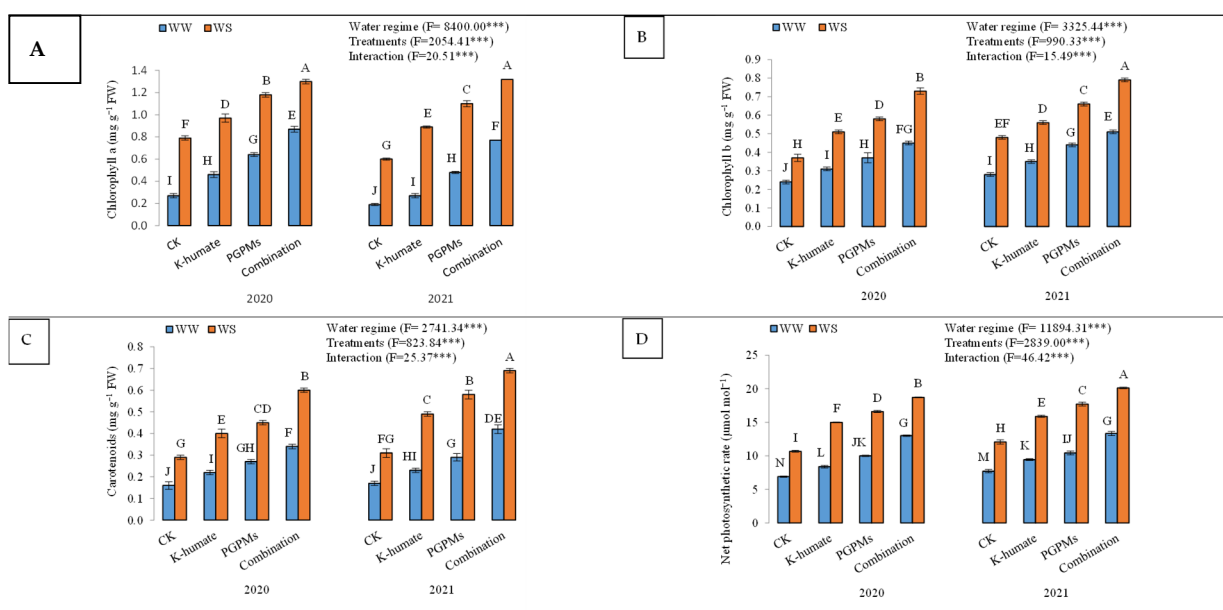 A
WW WS
Water regime (F= 8400.00***)
Treatments (F=2054.41***)
Interaction (F=20.51***)
Chlorophyll a (mg g⁻¹ FW)
1.4
1.2
1.0
0.8
0.6
0.4
0.2
0.0
I F H D G B E A
J G I E H C F A
CK K-humate PGPMs Combination
CK K-humate PGPMs Combination
2020 2021
B
WW WS
Water regime (F= 3325.44***)
Treatments (F=990.33***)
Interaction (F=15.49***)
Chlorophyll b (mg g⁻¹ FW)
0.9
0.8
0.7
0.6
0.5
0.4
0.3
0.2
0.1
0.0
J H I E H D FG B
I EF H D G C E A
CK K-humate PGPMs Combination
CK K-humate PGPMs Combination
2020 2021
C
WW WS
Water regime (F= 2741.34***)
Treatments (F=823.84***)
Interaction (F=25.37***)
Carotenoids (mg g⁻¹ FW)
0.8
0.7
0.6
0.5
0.4
0.3
0.2
0.1
0.0
J G I E GH CD F B
J FG HI C G B DE A
CK K-humate PGPMs Combination
CK K-humate PGPMs Combination
2020 2021
D
WW WS
Water regime (F= 11894.31***)
Treatments (F=2839.00***)
Interaction (F=46.42***)
Net photosynthetic rate (µmol mol⁻¹)
25
20
15
10
5
0
N I L F JK D G B
M H K E IJ C G A
CK K-humate PGPMs Combination
CK K-humate PGPMs Combination
2020 2021